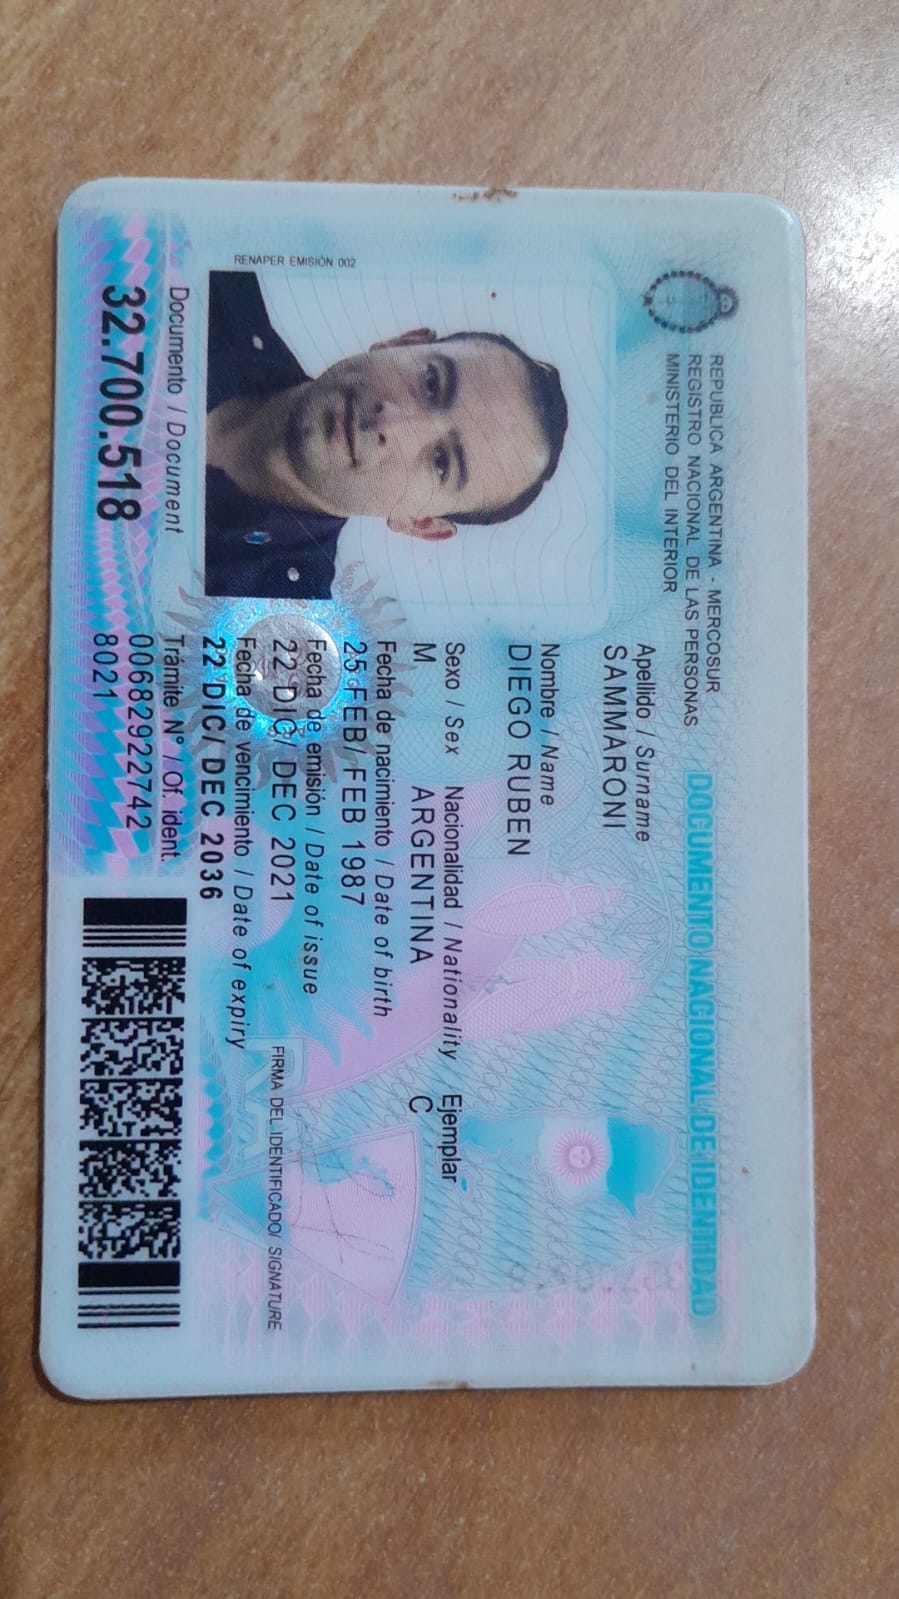 REPUBLICA ARGENTINA - MERCOSUR
REGISTRO NACIONAL DE LAS PERSONAS
MINISTERIO DEL INTERIOR
DOCUMENTO NACIONAL DE IDENTIDAD
RENAPER EMISIÓN 002
Apellido / Surname
SAMMARONI
Nombre / Name
DIEGO RUBEN
Sexo / Sex Nacionalidad / Nationality Ejemplar
M ARGENTINA C
Fecha de nacimiento / Date of birth
25 FEB/ FEB 1987
Fecha de emisión / Date of issue
22 DIC/ DEC 2021
Fecha de vencimiento / Date of expiry
22 DIC/ DEC 2036
FIRMA DEL IDENTIFICADO/ SIGNATURE
Documento / Document
32.700.518
Trámite N° / Of. ident.
00682922742
8021